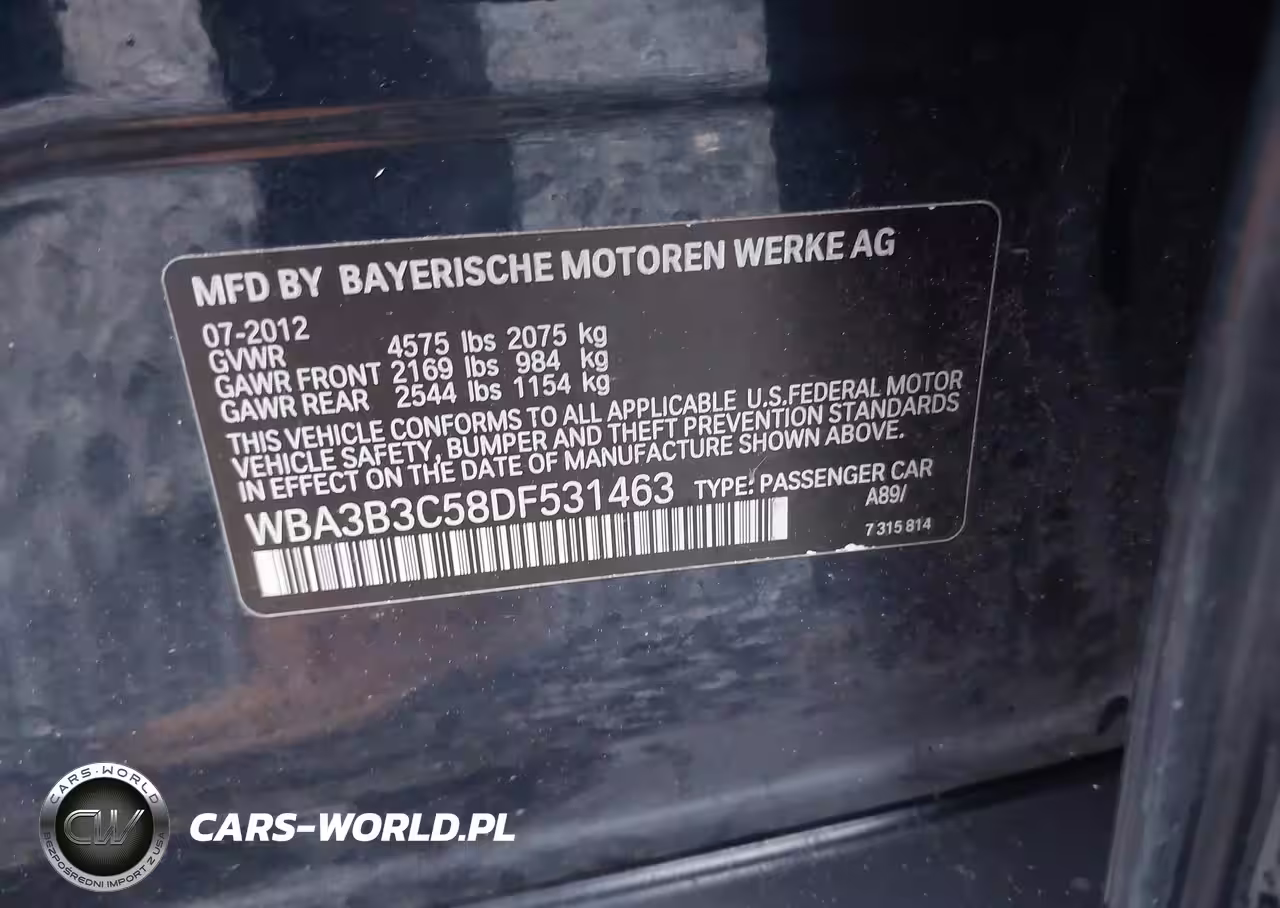 MFD BY BAYERISCHE MOTOREN WERKE AG
07-2012
GVWR 4575 lbs 2075 kg
GAWR FRONT 2169 lbs 984 kg
GAWR REAR 2544 lbs 1154 kg
THIS VEHICLE CONFORMS TO ALL APPLICABLE U.S.FEDERAL MOTOR
VEHICLE SAFETY, BUMPER AND THEFT PREVENTION STANDARDS
IN EFFECT ON THE DATE OF MANUFACTURE SHOWN ABOVE.
WBA3B3C58DF531463 TYPE: PASSENGER CAR
A89/
7 315 814
CARS-WORLD
CW
BEZPOŚREDNI IMPORT Z USA
CARS-WORLD.PL